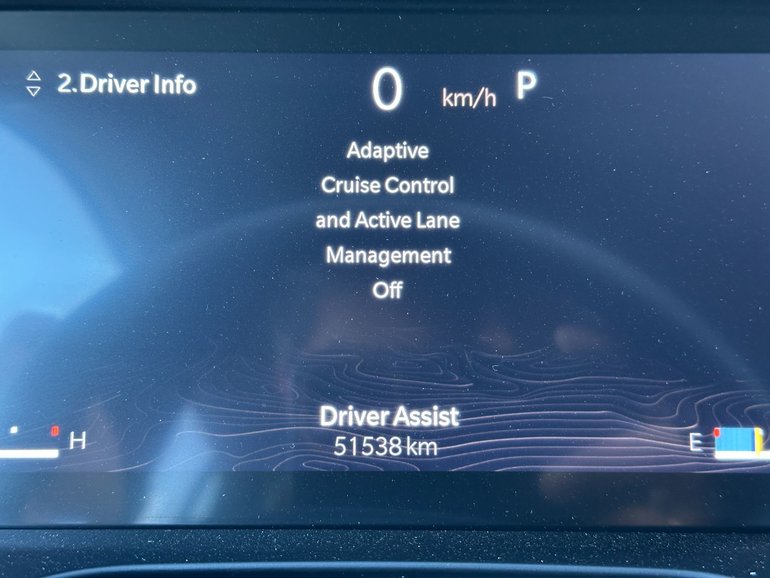 2.Driver Info
0 km/h P
Adaptive
Cruise Control
and Active Lane
Management
Off
Driver Assist
51538 km
H
E